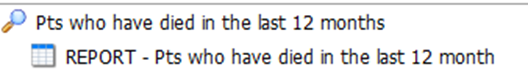 Pts who have died in the last 12 months
REPORT - Pts who have died in the last 12 month